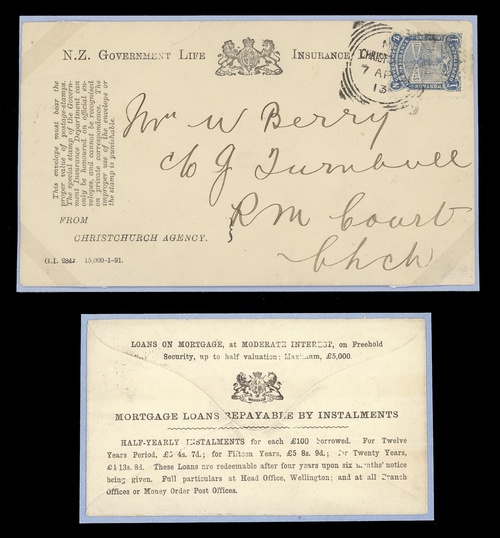 N.Z. GOVERNMENT LIFE INSURANCE
N
CHRIST
7 AP
13
This envelope must bear the
proper value of postage-stamps.
The special stamp of the Govern-
ment Insurance Department can
only be honoured on official en-
velopes, and cannot be recognised
on private correspondence. The
improper use of the envelope or
the stamp is punishable.
Mr W Berry
c/o G Turnbull
RM Court
Chch
FROM
CHRISTCHURCH AGENCY.
G.I. 284 15,000-1-91.
LOANS ON MORTGAGE, at MODERATE INTEREST, on Freehold
Security, up to half valuation: Maximum, £5,000.
MORTGAGE LOANS REPAYABLE BY INSTALMENTS
HALF-YEARLY INSTALMENTS for each £100 borrowed. For Twelve
Years Period, 4s. 7d.; for Fifteen Years, £5 8s. 9d.; for Twenty Years,
13s. 8d. These Loans are redeemable after four years upon six months' notice
being given. Full particulars at Head Office, Wellington; and at all Branch
Offices or Money Order Post Offices.